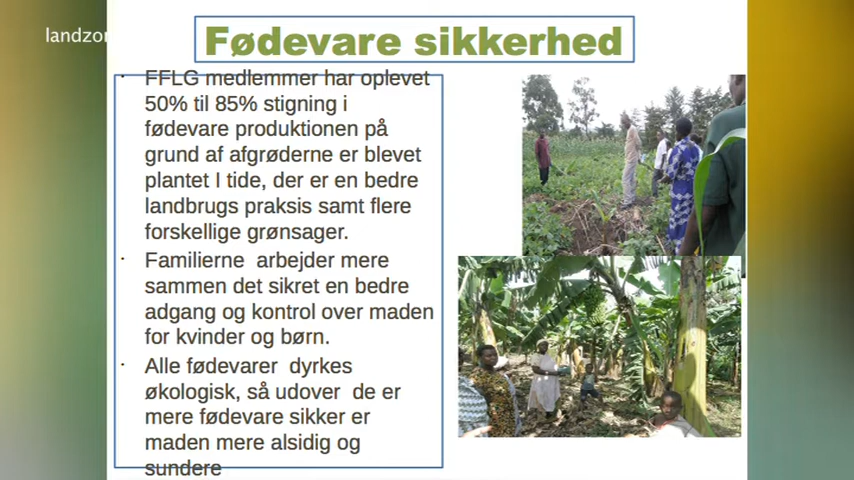 landzon
Fødevare sikkerhed
· FFLG medlemmer har oplevet
50% til 85% stigning i
fødevare produktionen på
grund af afgrøderne er blevet
plantet I tide, der er en bedre
landbrugs praksis samt flere
forskellige grønsager.
· Familierne arbejder mere
sammen det sikret en bedre
adgang og kontrol over maden
for kvinder og børn.
· Alle fødevarer dyrkes
økologisk, så udover de er
mere fødevare sikker er
maden mere alsidig og
sundere